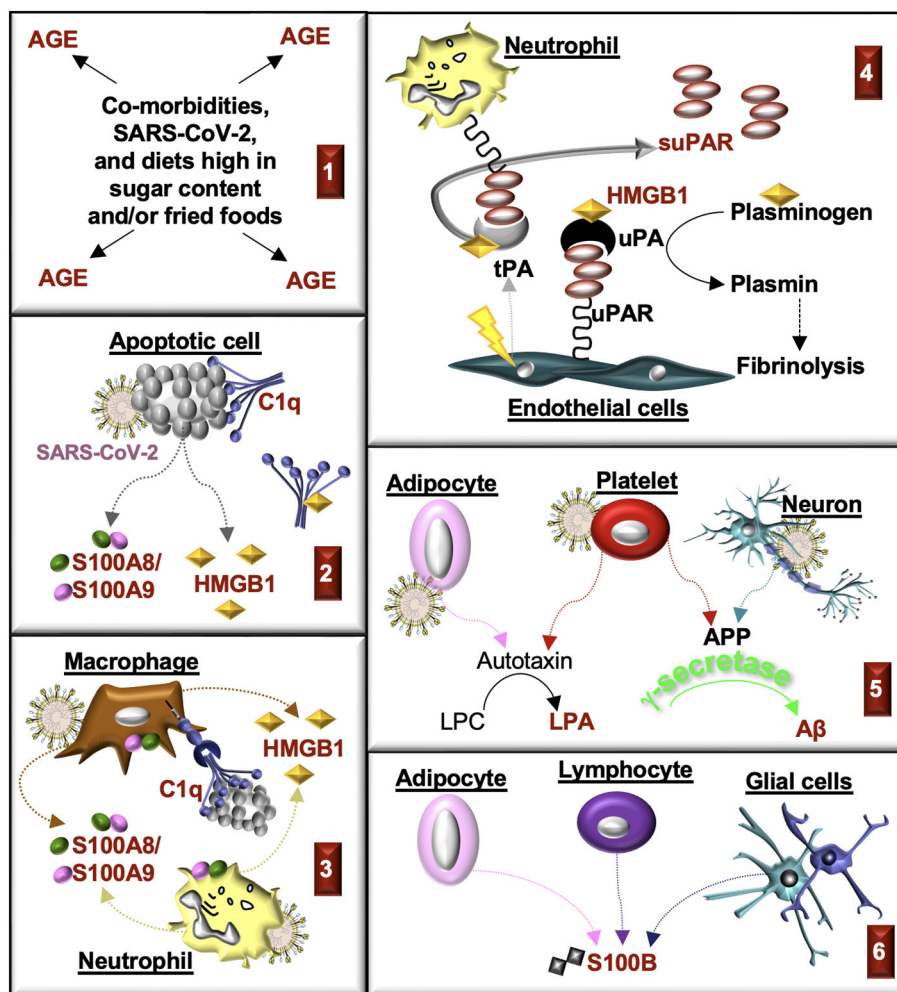 AGE
AGE
Co-morbidities,
SARS-CoV-2,
and diets high in
sugar content
and/or fried foods
AGE
AGE
1
Apoptotic cell
C1q
SARS-CoV-2
S100A8/
S100A9
HMGB1
2
Macrophage
HMGB1
C1q
S100A8/
S100A9
Neutrophil
3
Neutrophil
4
suPAR
HMGB1
Plasminogen
uPA
tPA
Plasmin
uPAR
Fibrinolysis
Endothelial cells
Adipocyte
Platelet
Neuron
Autotaxin
APP
γ-secretase
LPC
LPA
Aβ
5
Adipocyte
Lymphocyte
Glial cells
S100B
6